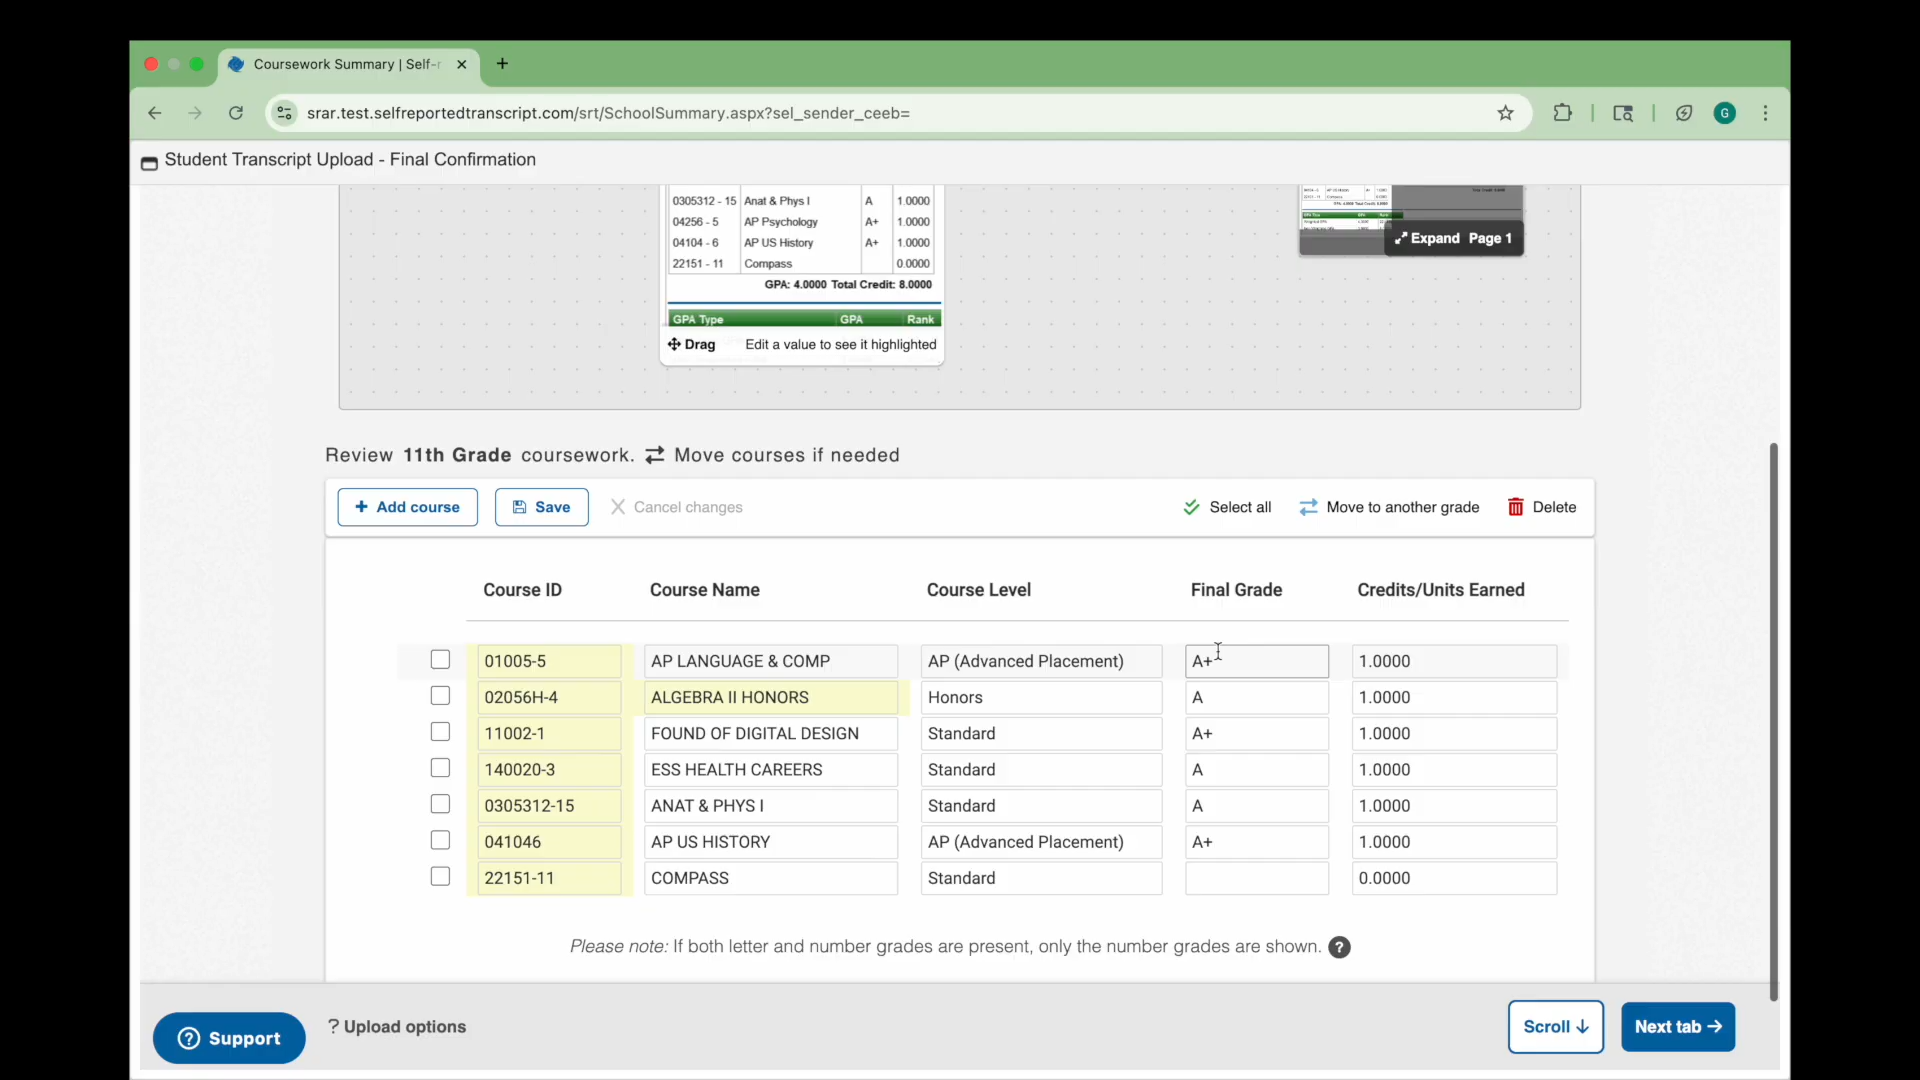 Coursework Summary | Self-r
srar.test.selfreportedtranscript.com/srt/SchoolSummary.aspx?sel_sender_ceeb=
G
Student Transcript Upload - Final Confirmation
0305312 - 15 Anat & Phys I A 1.0000
04256 - 5 AP Psychology A+ 1.0000
04104 - 6 AP US History A+ 1.0000
22151 - 11 Compass 0.0000
GPA: 4.0000 Total Credit: 8.0000
GPA Type GPA Rank
Drag Edit a value to see it highlighted
Expand Page 1
Review 11th Grade coursework. Move courses if needed
+ Add course Save Cancel changes Select all Move to another grade Delete
Course ID Course Name Course Level Final Grade Credits/Units Earned
01005-5 AP LANGUAGE & COMP AP (Advanced Placement) A+ 1.0000
02056H-4 ALGEBRA II HONORS Honors A 1.0000
11002-1 FOUND OF DIGITAL DESIGN Standard A+ 1.0000
140020-3 ESS HEALTH CAREERS Standard A 1.0000
0305312-15 ANAT & PHYS I Standard A 1.0000
041046 AP US HISTORY AP (Advanced Placement) A+ 1.0000
22151-11 COMPASS Standard 0.0000
Please note: If both letter and number grades are present, only the number grades are shown. ?
? Support ? Upload options Scroll ↓ Next tab →